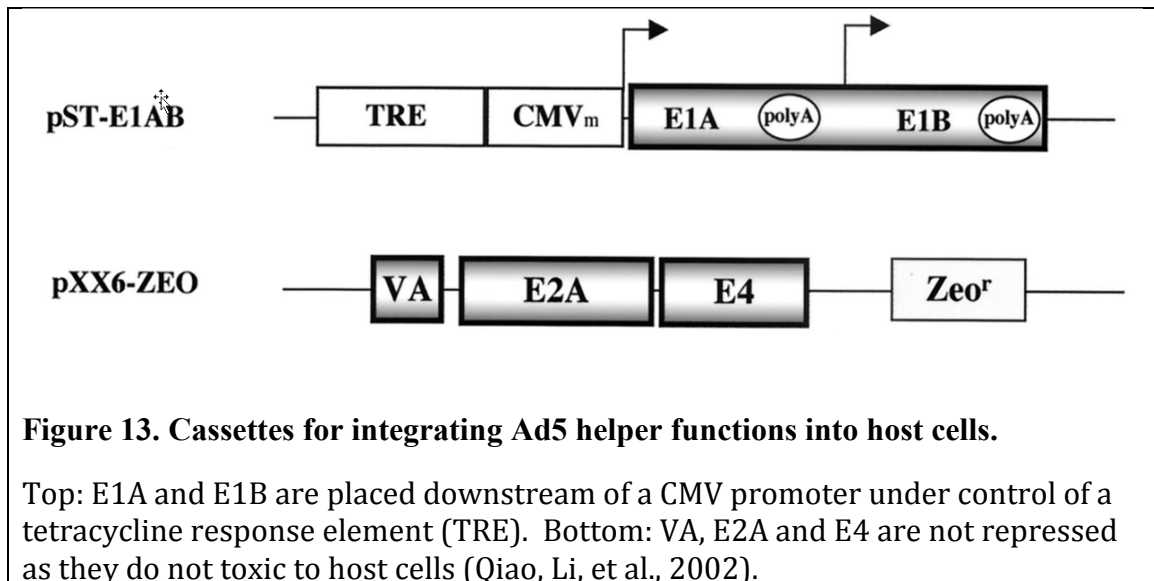 pST-E1AB TRE CMVm E1A polyA E1B polyA
pXX6-ZEO VA E2A E4 Zeoʳ
Figure 13. Cassettes for integrating Ad5 helper functions into host cells.
Top: E1A and E1B are placed downstream of a CMV promoter under control of a
tetracycline response element (TRE). Bottom: VA, E2A and E4 are not repressed
as they do not toxic to host cells (Qiao, Li, et al., 2002).